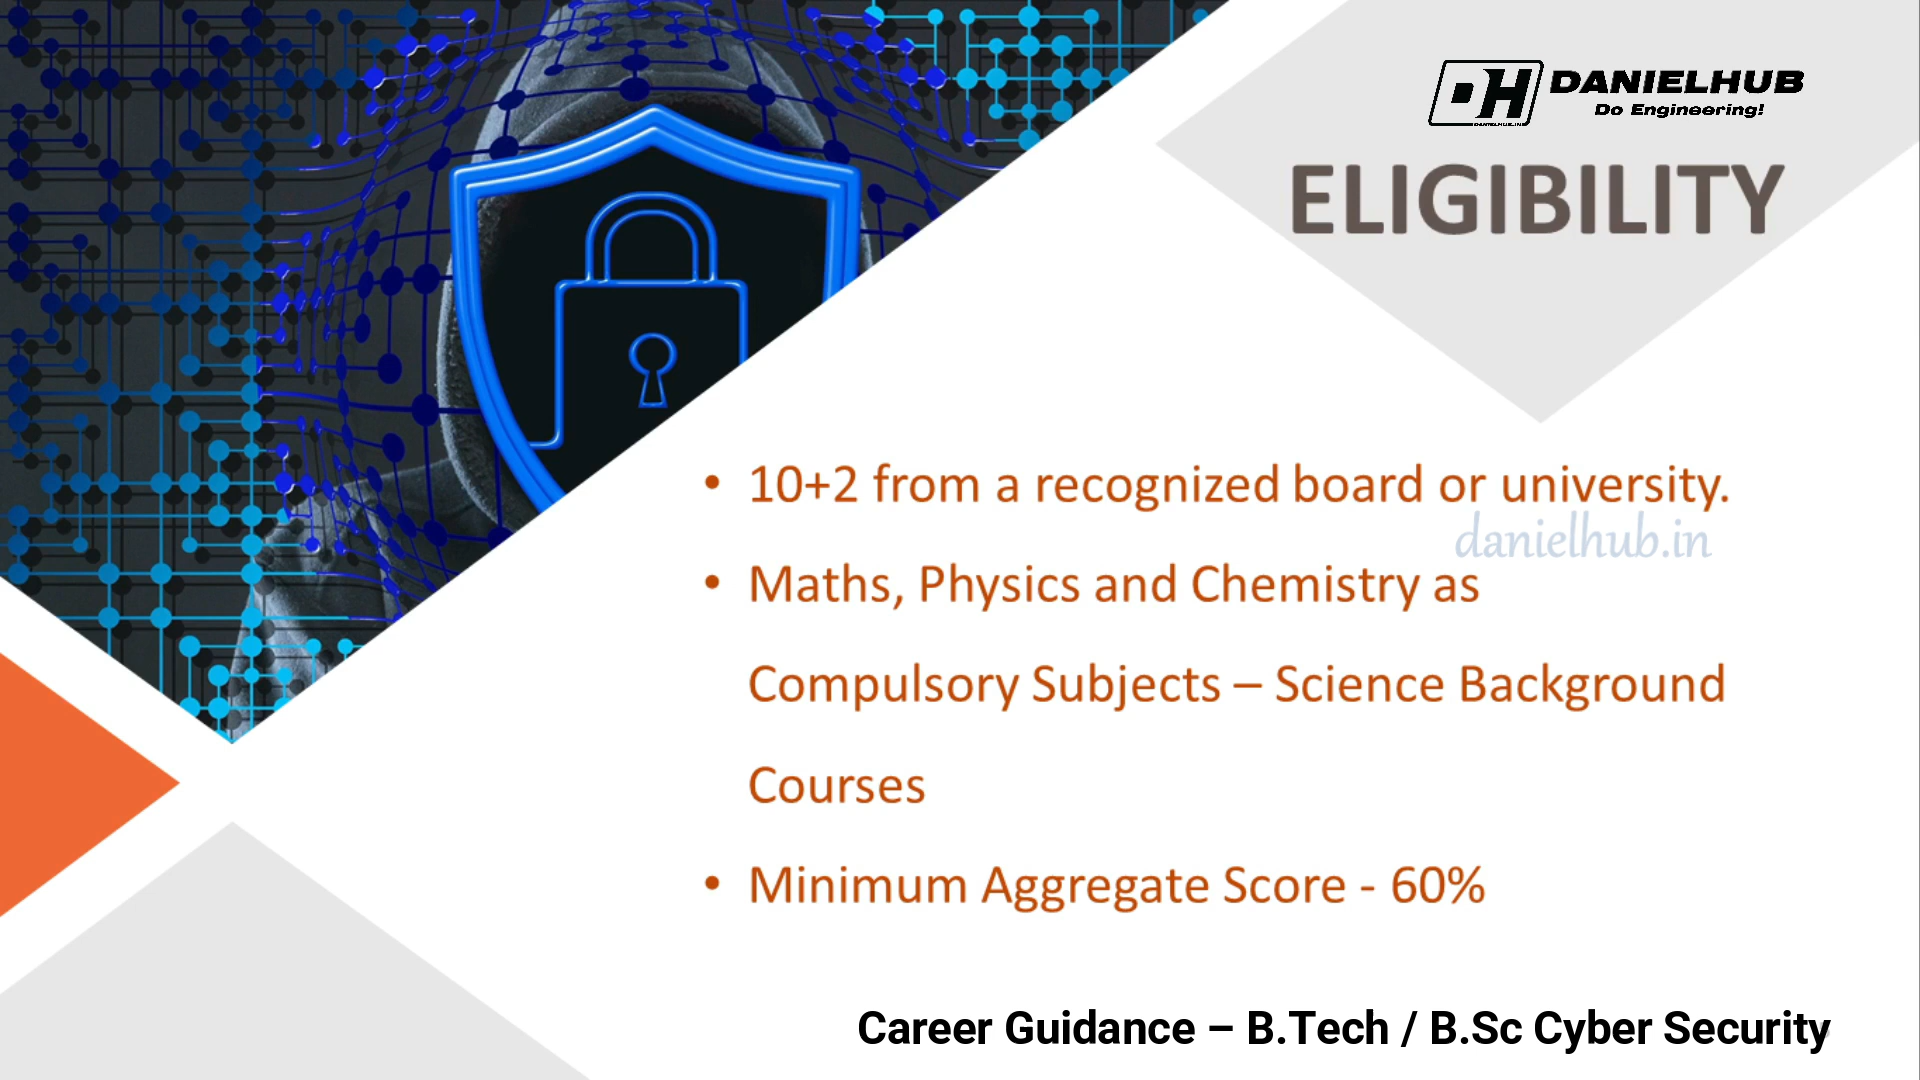 DH DANIELHUB
Do Engineering!
ELIGIBILITY
• 10+2 from a recognized board or university.
danielhub.in
• Maths, Physics and Chemistry as
Compulsory Subjects – Science Background
Courses
• Minimum Aggregate Score - 60%
Career Guidance – B.Tech / B.Sc Cyber Security